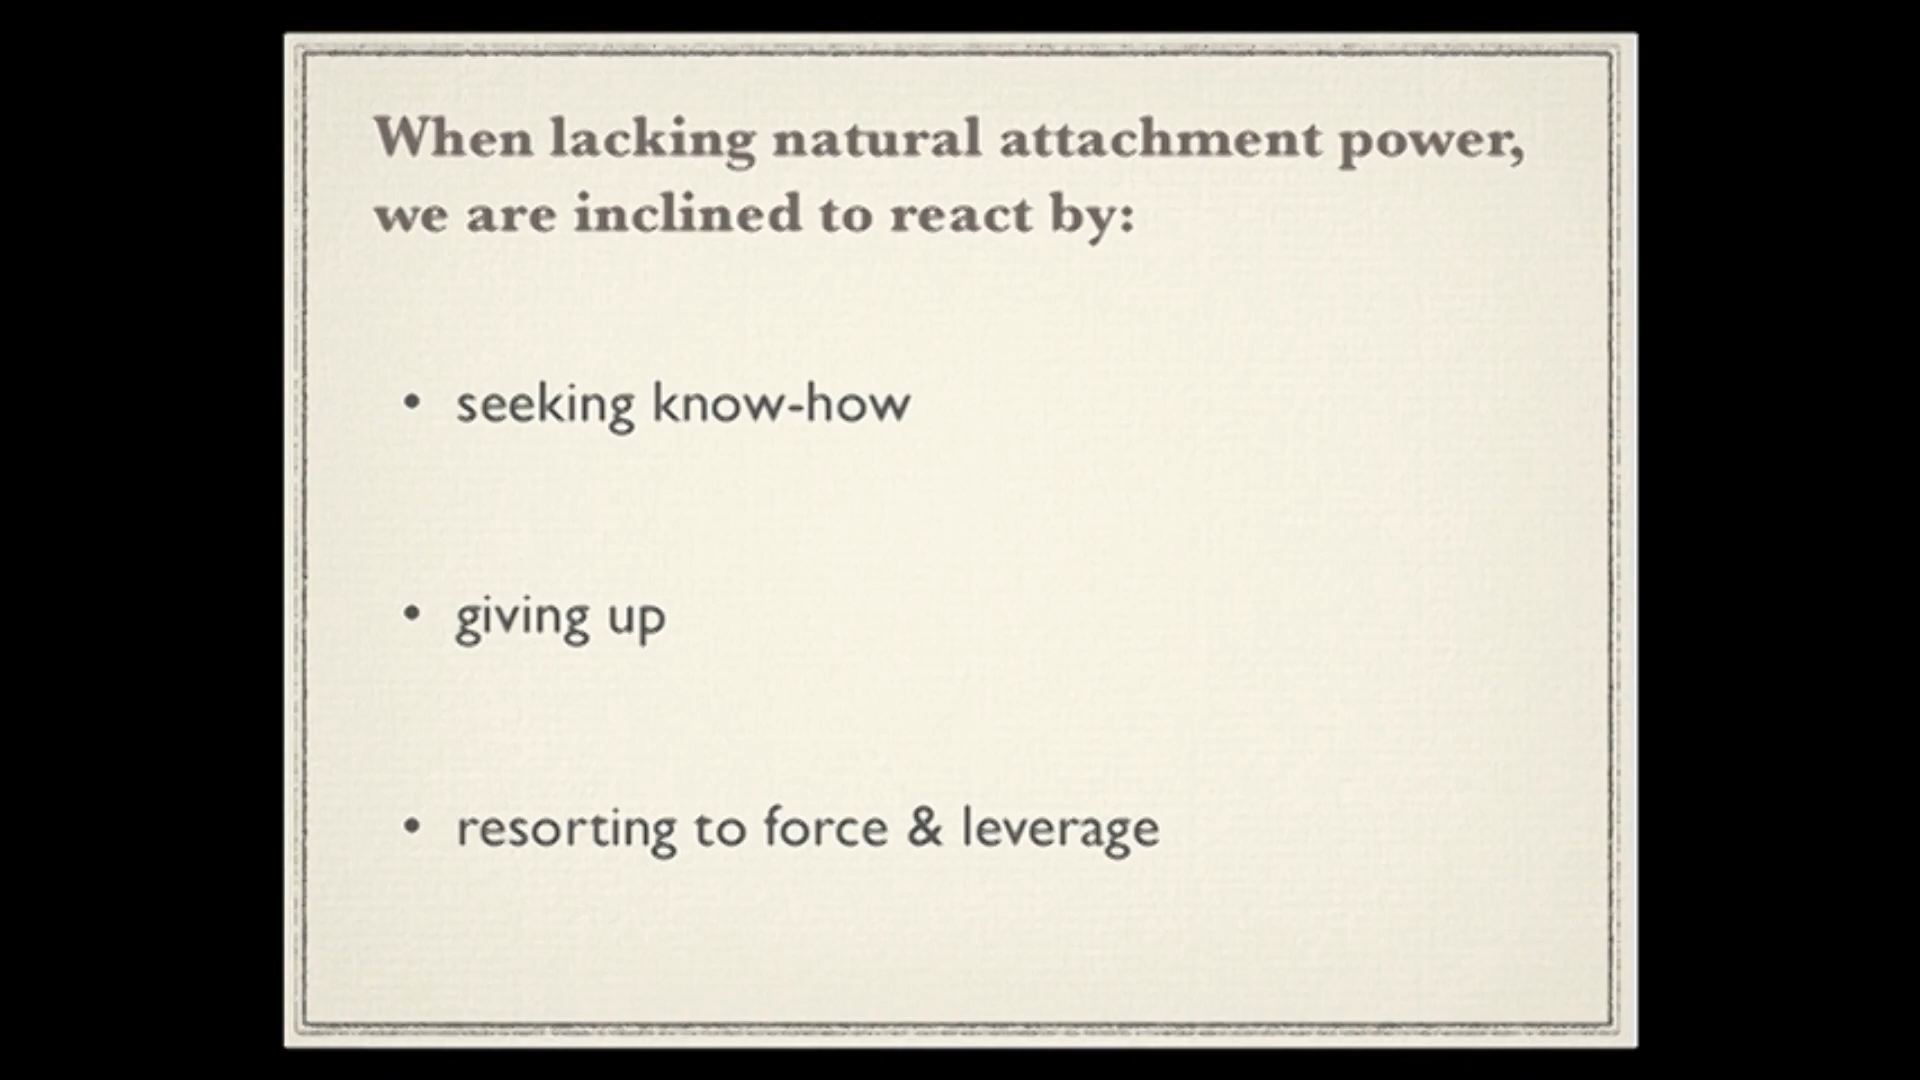 When lacking natural attachment power,
we are inclined to react by:
• seeking know-how
• giving up
• resorting to force & leverage